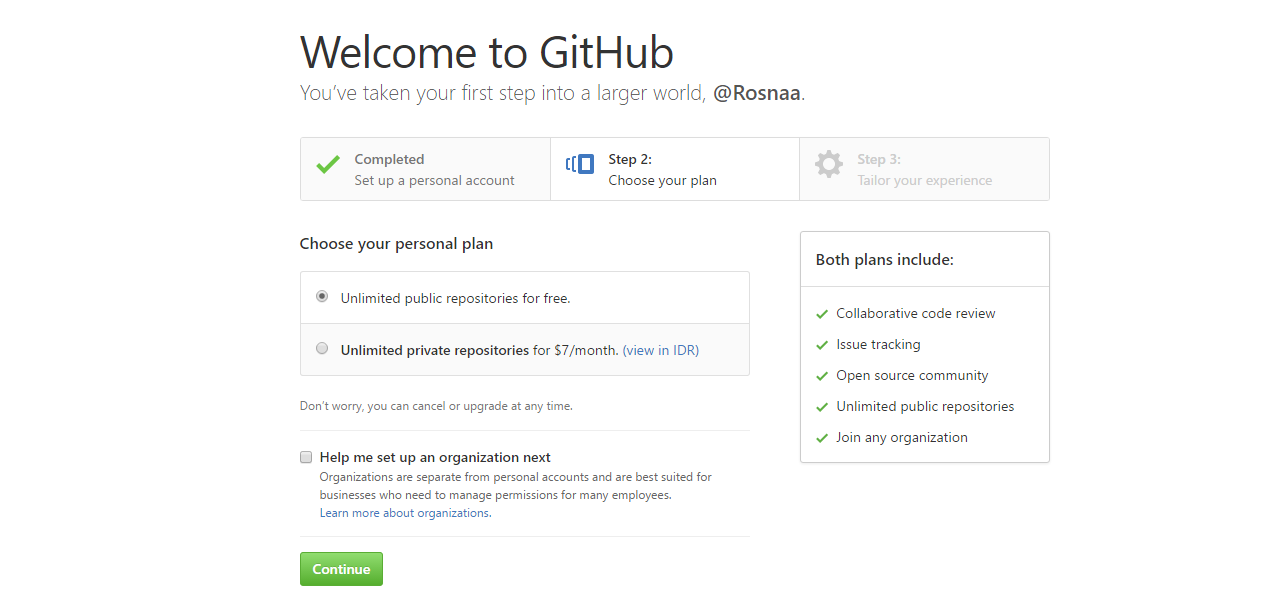 Welcome to GitHub
You've taken your first step into a larger world, @Rosnaa.
Completed
Set up a personal account
Step 2:
Choose your plan
Step 3:
Tailor your experience
Choose your personal plan
Unlimited public repositories for free.
Unlimited private repositories for $7/month. (view in IDR)
Don't worry, you can cancel or upgrade at any time.
Help me set up an organization next
Organizations are separate from personal accounts and are best suited for
businesses who need to manage permissions for many employees.
Learn more about organizations.
Continue
Both plans include:
Collaborative code review
Issue tracking
Open source community
Unlimited public repositories
Join any organization